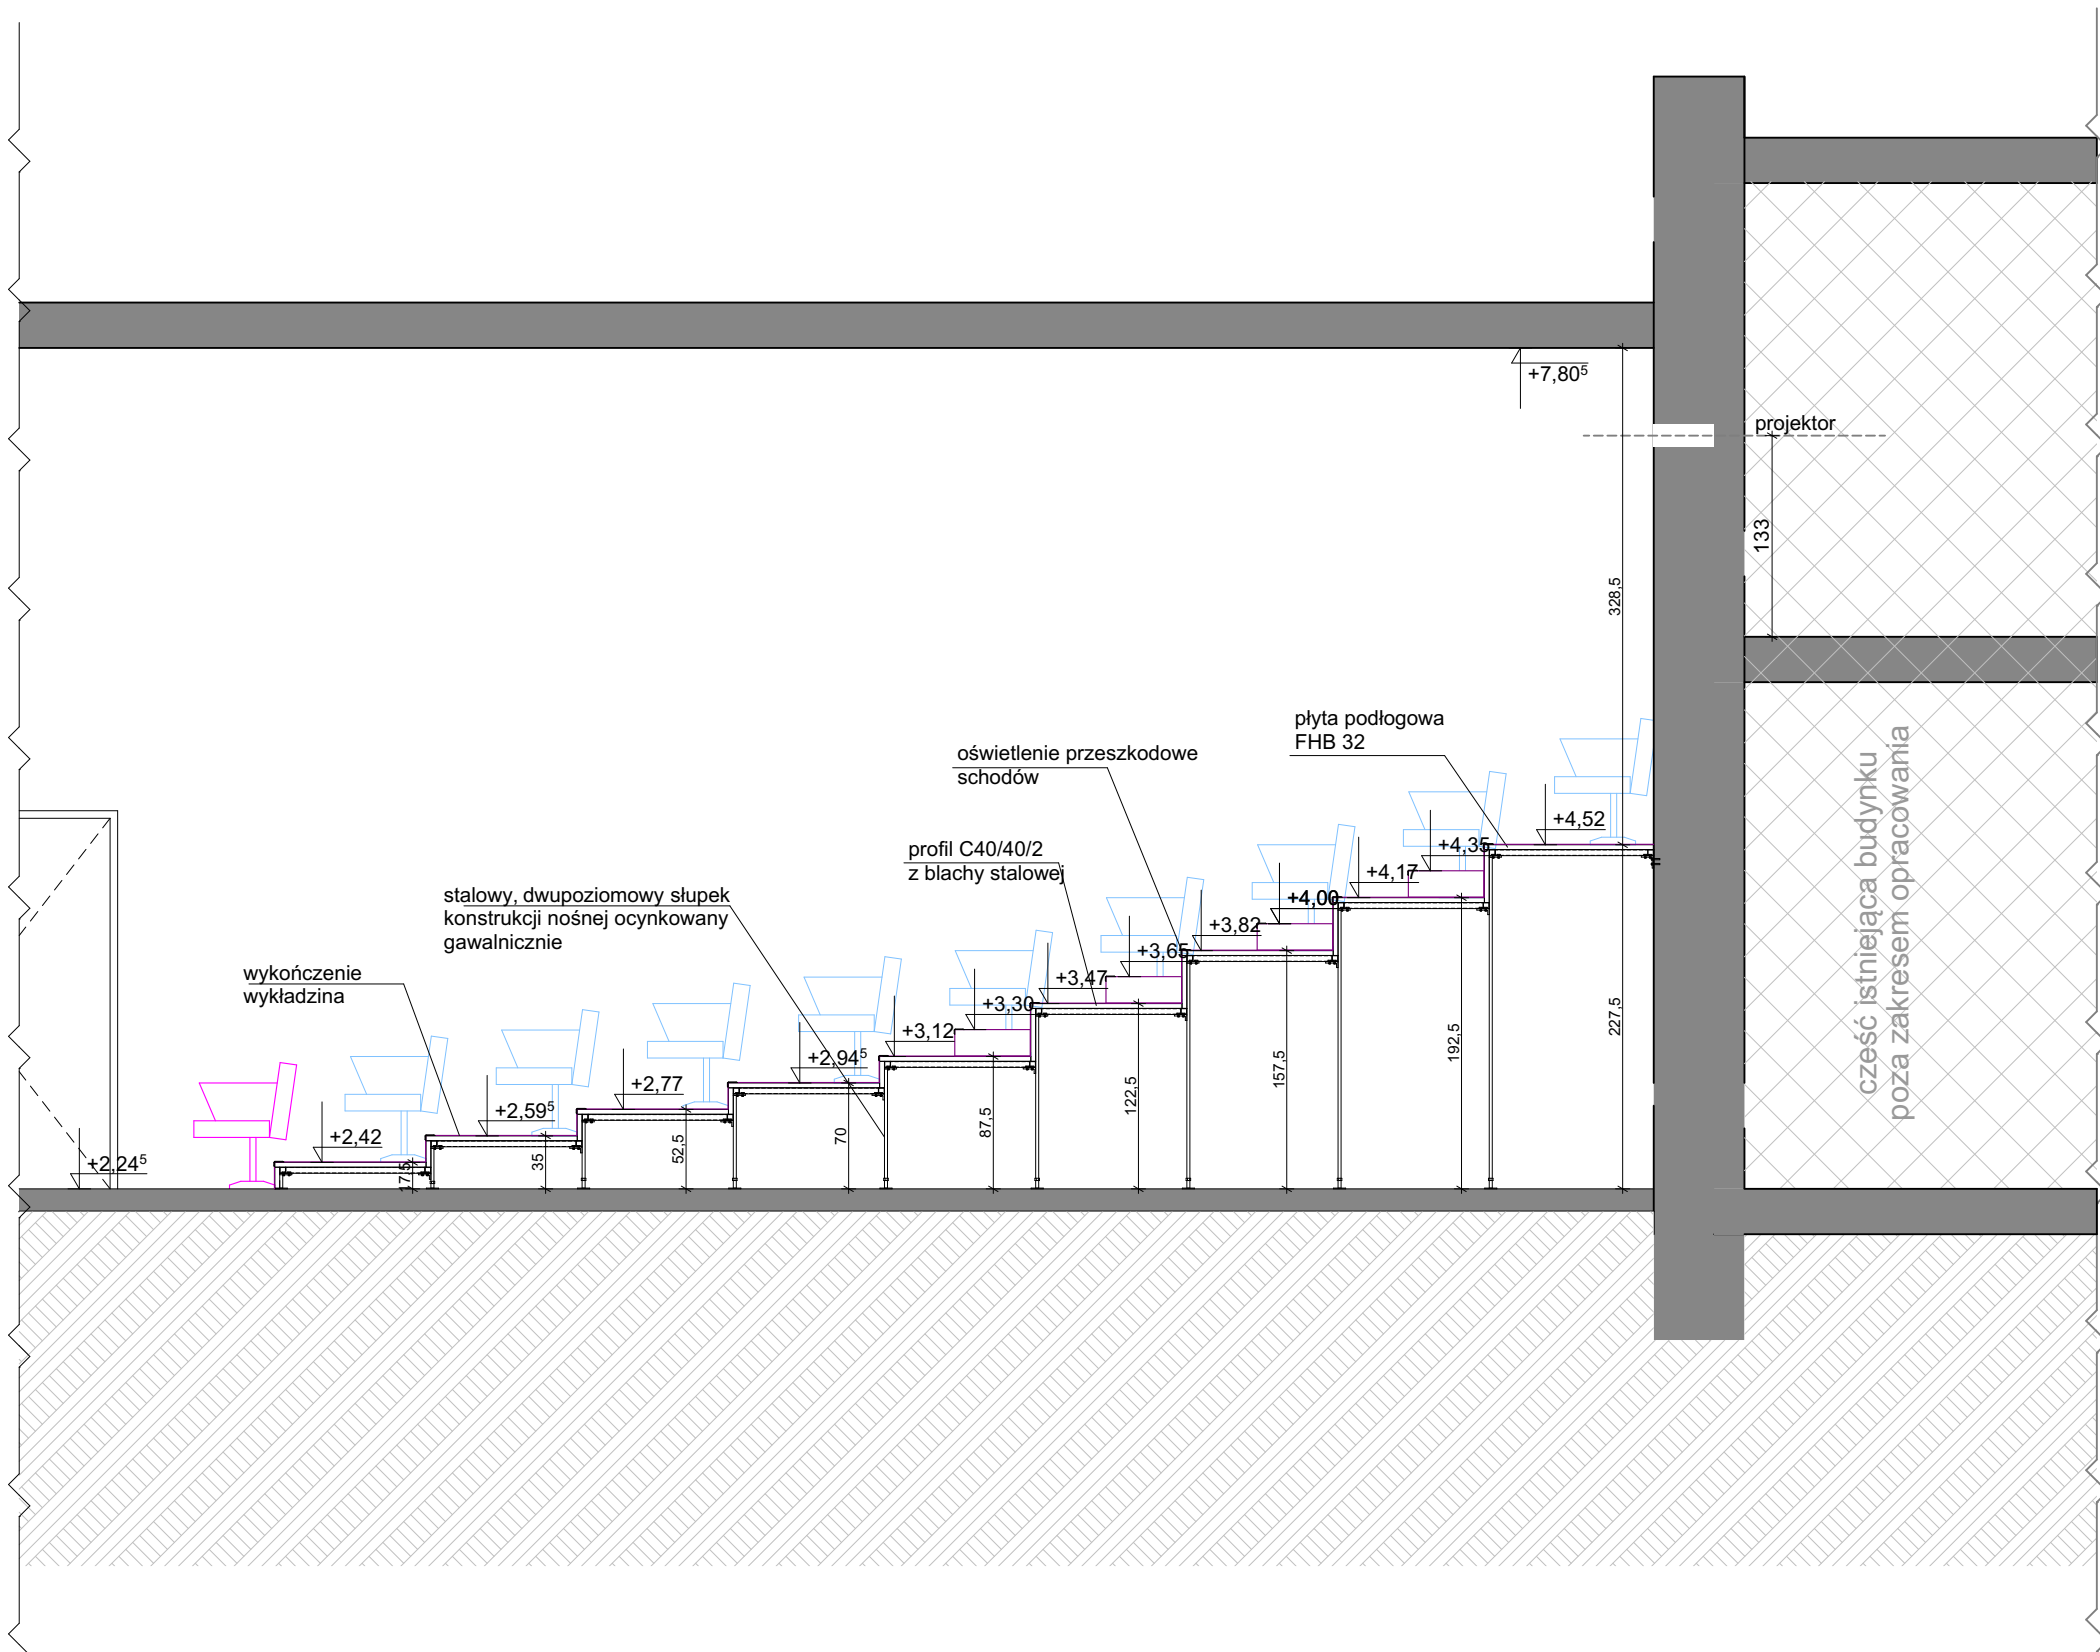 +7,80⁵
projektor
133
328,5
płyta podłogowa
FHB 32
oświetlenie przeszkodowe
schodów
profil C40/40/2
z blachy stalowej
stalowy, dwupoziomowy słupek
konstrukcji nośnej ocynkowany
gawalnicznie
wykończenie
wykładzina
cześć istniejąca budynku
poza zakresem opracowania
+4,52
+4,35
+4,17
+4,00
+3,82
+3,65
+3,47
+3,30
+3,12
+2,94⁵
+2,77
+2,59⁵
+2,42
+2,24⁵
17,5
35
52,5
70
87,5
122,5
157,5
192,5
227,5